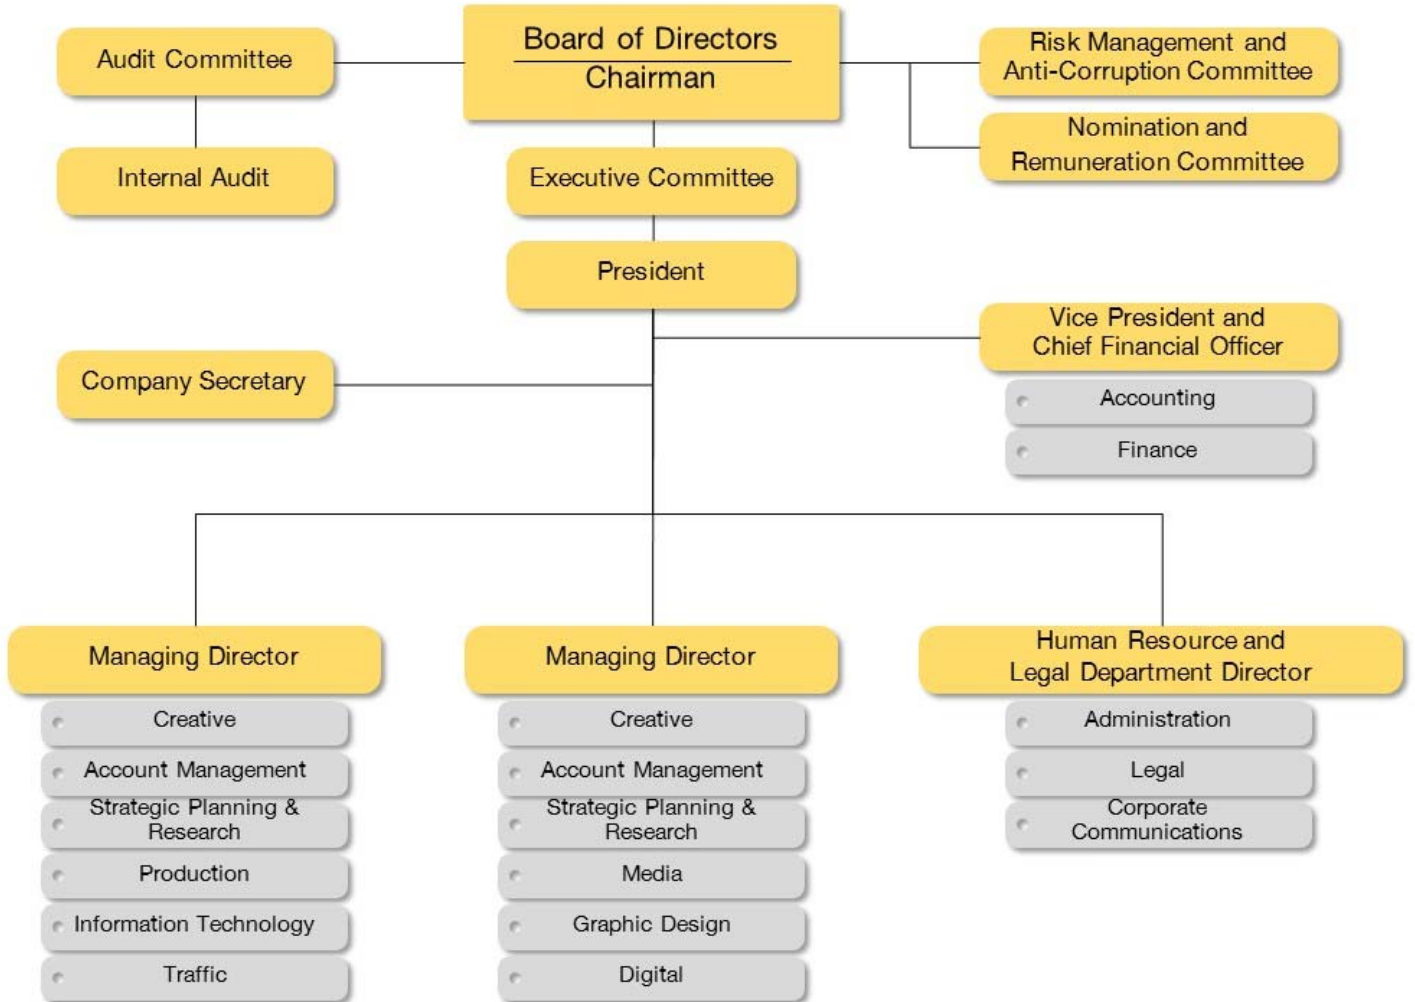 Board of Directors
Chairman
Audit Committee
Risk Management and
Anti-Corruption Committee
Nomination and
Remuneration Committee
Internal Audit
Executive Committee
President
Vice President and
Chief Financial Officer
Accounting
Finance
Company Secretary
Managing Director
Creative
Account Management
Strategic Planning &
Research
Production
Information Technology
Traffic
Managing Director
Creative
Account Management
Strategic Planning &
Research
Media
Graphic Design
Digital
Human Resource and
Legal Department Director
Administration
Legal
Corporate
Communications